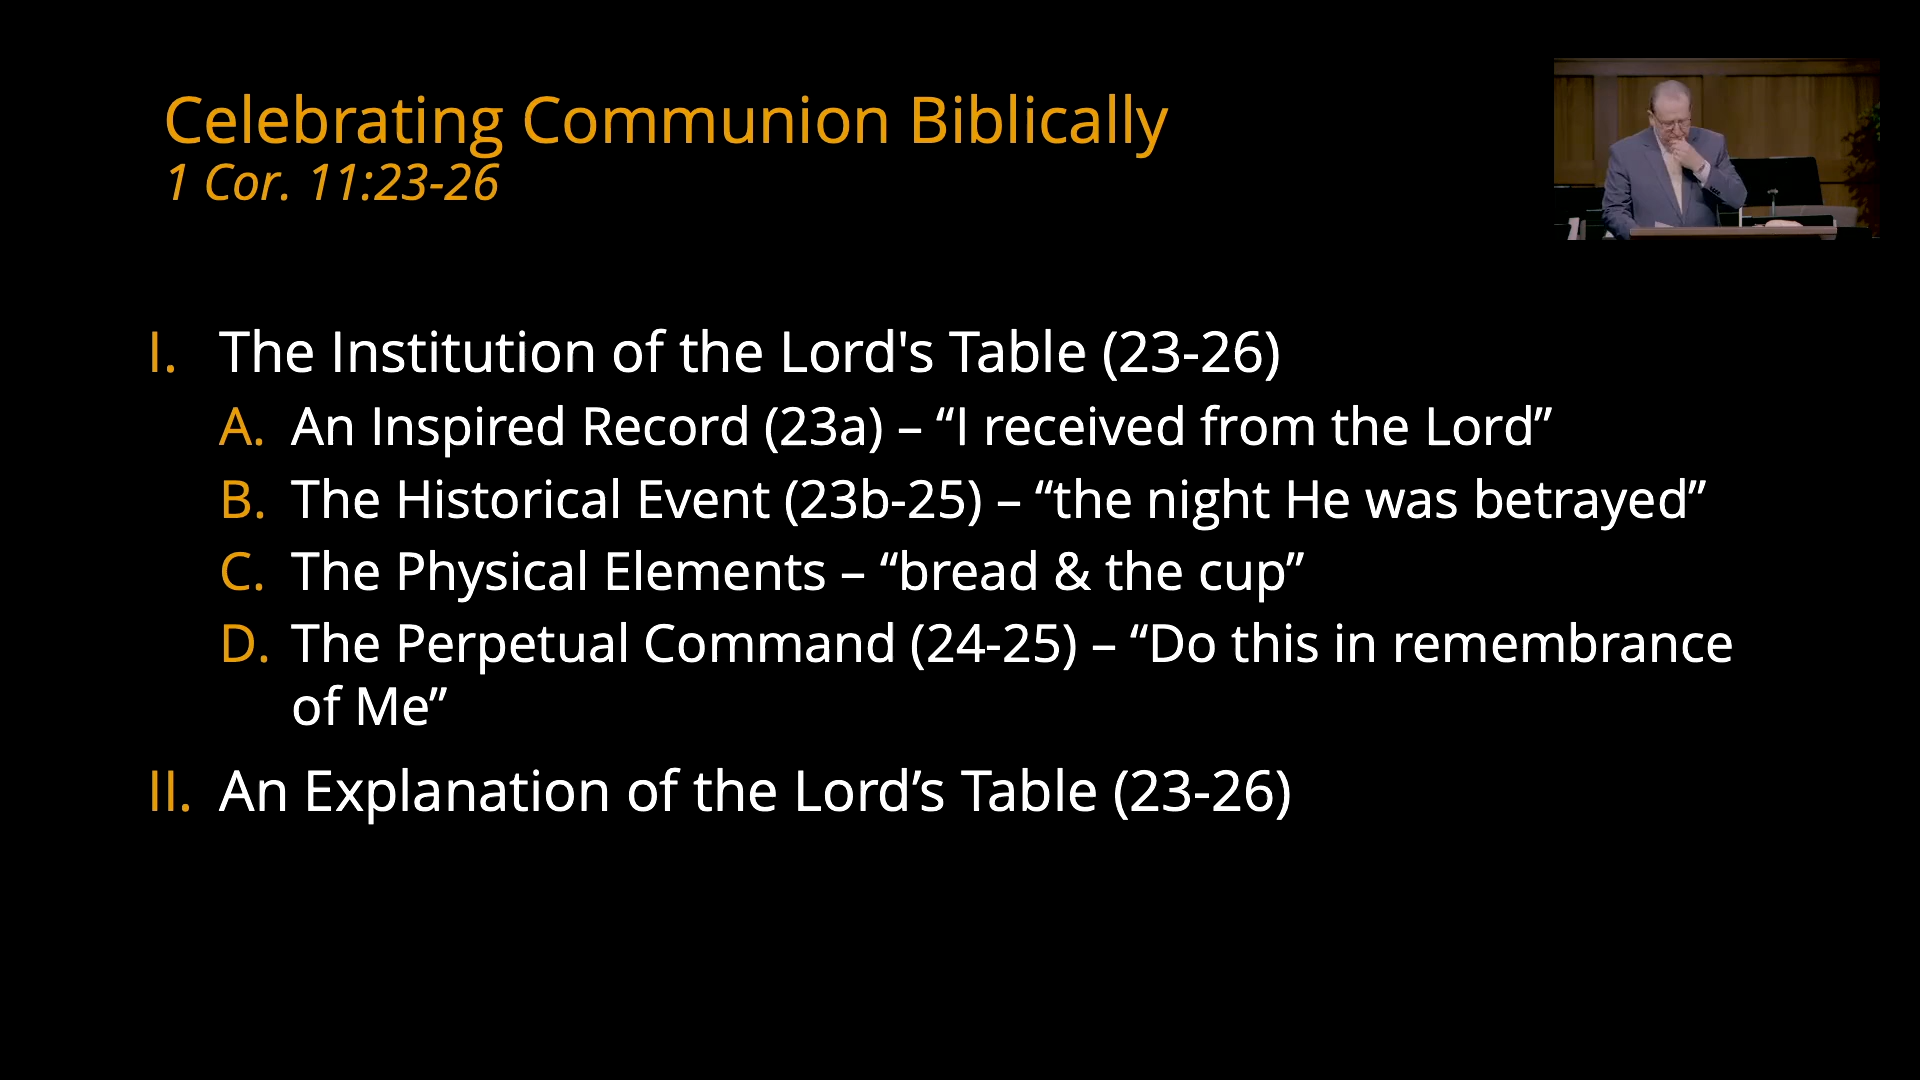 Celebrating Communion Biblically
1 Cor. 11:23-26
I. The Institution of the Lord's Table (23-26)
A. An Inspired Record (23a) – “I received from the Lord”
B. The Historical Event (23b-25) – “the night He was betrayed”
C. The Physical Elements – “bread & the cup”
D. The Perpetual Command (24-25) – “Do this in remembrance
of Me”
II. An Explanation of the Lord’s Table (23-26)